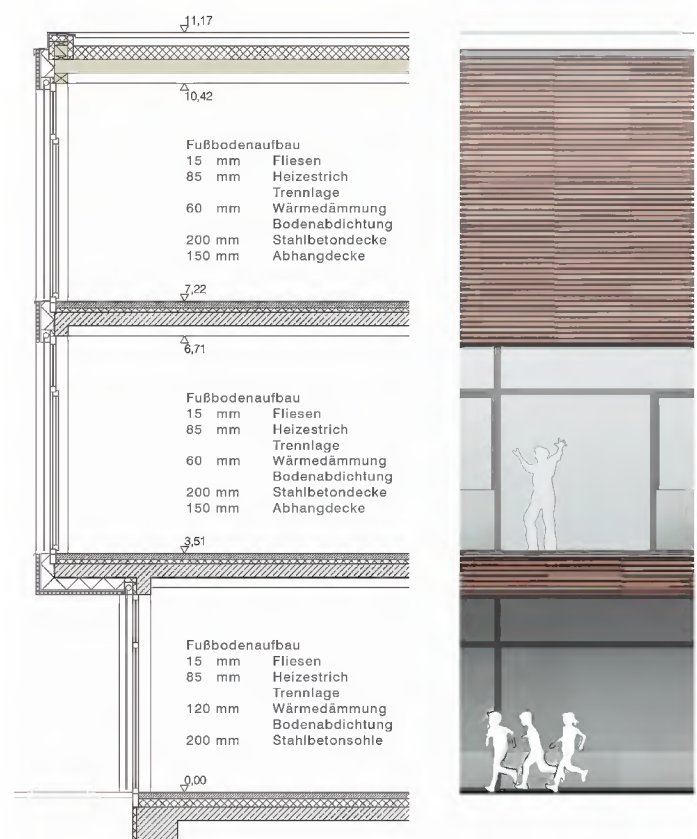 11,17
10,42
Fußbodenaufbau
15 mm Fliesen
85 mm Heizestrich
Trennlage
60 mm Wärmedämmung
Bodenabdichtung
200 mm Stahlbetondecke
150 mm Abhangdecke
7,22
6,71
Fußbodenaufbau
15 mm Fliesen
85 mm Heizestrich
Trennlage
60 mm Wärmedämmung
Bodenabdichtung
200 mm Stahlbetondecke
150 mm Abhangdecke
3,51
Fußbodenaufbau
15 mm Fliesen
85 mm Heizestrich
Trennlage
120 mm Wärmedämmung
Bodenabdichtung
200 mm Stahlbetonsohle
0,00